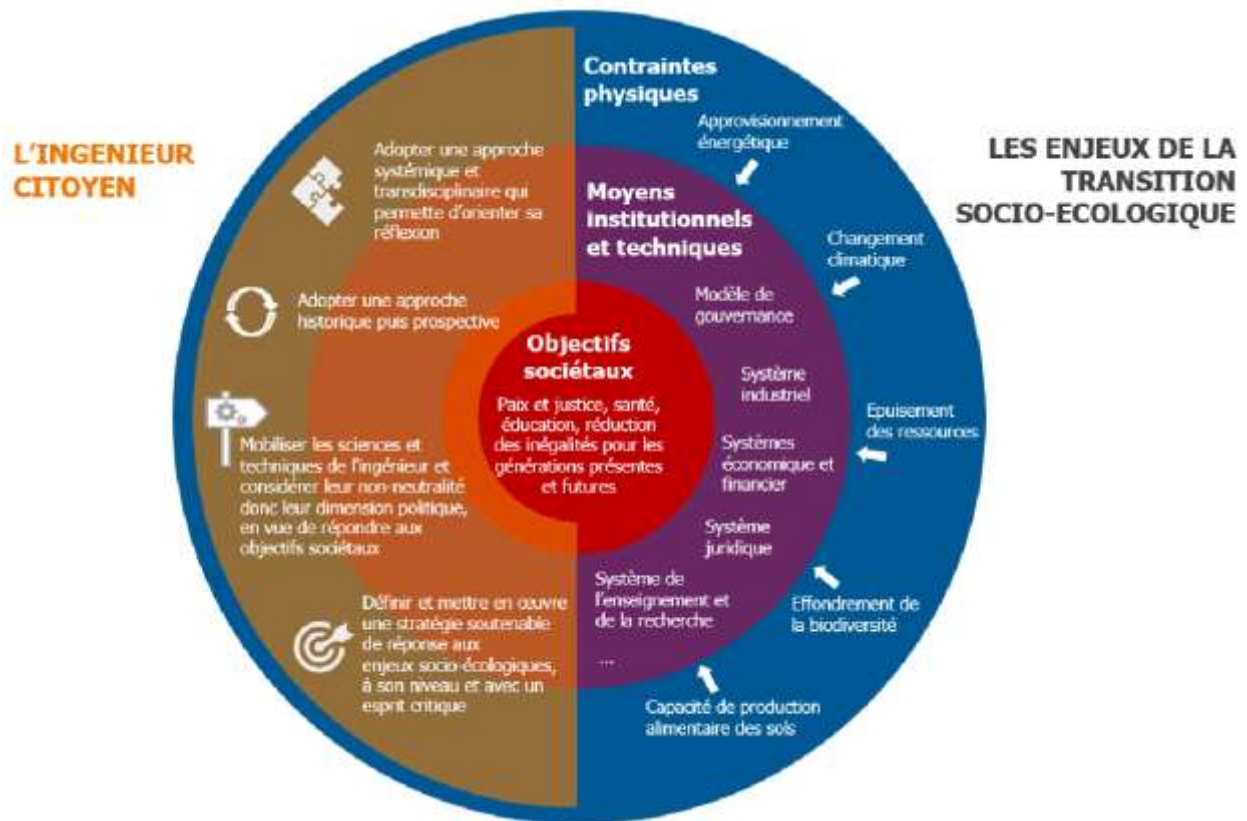 L'INGENIEUR
CITOYEN
Adopter une approche
systémique et
transdisciplinaire qui
permette d'orienter sa
réflexion
Adopter une approche
historique puis prospective
Mobiliser les sciences et
techniques de l'ingénieur et
considérer leur non-neutralité
donc leur dimension politique,
en vue de répondre aux
objectifs sociétaux
Définir et mettre en œuvre
une stratégie soutenable
de réponse aux
enjeux socio-écologiques,
à son niveau et avec un
esprit critique
Objectifs
sociétaux
Paix et justice, santé,
éducation, réduction
des inégalités pour les
générations présentes
et futures
Moyens
institutionnels
et techniques
Modèle de
gouvernance
Système
industriel
Systèmes
économique et
financier
Système
juridique
Système de
l'enseignement et
de la recherche
...
Contraintes
physiques
Approvisionnement
énergétique
Changement
climatique
Epuisement
des ressources
Effondrement de
la biodiversité
Capacité de production
alimentaire des sols
LES ENJEUX DE LA
TRANSITION
SOCIO-ECOLOGIQUE